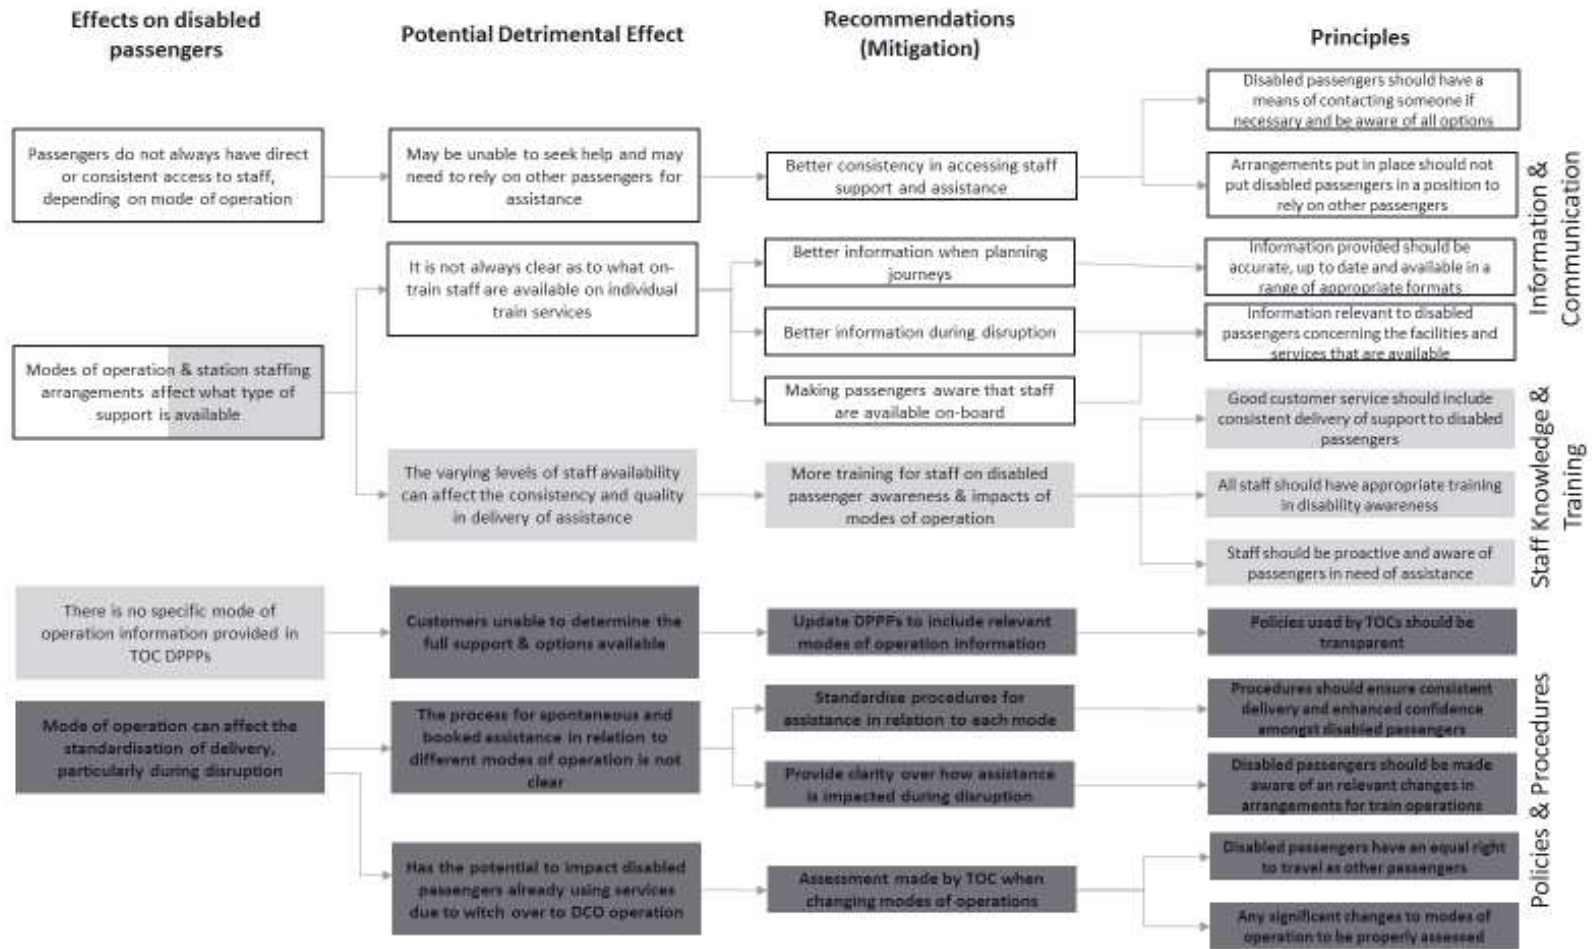 Effects on disabled
passengers
Potential Detrimental Effect
Recommendations
(Mitigation)
Principles
Passengers do not always have direct
or consistent access to staff,
depending on mode of operation
May be unable to seek help and may
need to rely on other passengers for
assistance
Better consistency in accessing staff
support and assistance
Disabled passengers should have a
means of contacting someone if
necessary and be aware of all options
Arrangements put in place should not
put disabled passengers in a position to
rely on other passengers
Information &
Communication
Modes of operation & station staffing
arrangements affect what type of
support is available
It is not always clear as to what on-
train staff are available on individual
train services
Better information when planning
journeys
Information provided should be
accurate, up to date and available in a
range of appropriate formats
Better information during disruption
Information relevant to disabled
passengers concerning the facilities and
services that are available
Making passengers aware that staff
are available on-board
The varying levels of staff availability
can affect the consistency and quality
in delivery of assistance
More training for staff on disabled
passenger awareness & impacts of
modes of operation
Good customer service should include
consistent delivery of support to disabled
passengers
All staff should have appropriate training
in disability awareness
Staff should be proactive and aware of
passengers in need of assistance
Staff Knowledge &
Training
There is no specific mode of
operation information provided in
TOC DPPPs
Customers unable to determine the
full support & options available
Update DPPPs to include relevant
modes of operation information
Policies used by TOCs should be
transparent
Mode of operation can affect the
standardisation of delivery,
particularly during disruption
The process for spontaneous and
booked assistance in relation to
different modes of operation is not
clear
Standardise procedures for
assistance in relation to each mode
Procedures should ensure consistent
delivery and enhanced confidence
amongst disabled passengers
Provide clarity over how assistance
is impacted during disruption
Disabled passengers should be made
aware of an relevant changes in
arrangements for train operations
Has the potential to impact disabled
passengers already using services
due to witch over to DCO operation
Assessment made by TOC when
changing modes of operations
Disabled passengers have an equal right
to travel as other passengers
Any significant changes to modes of
operation to be properly assessed
Policies & Procedures